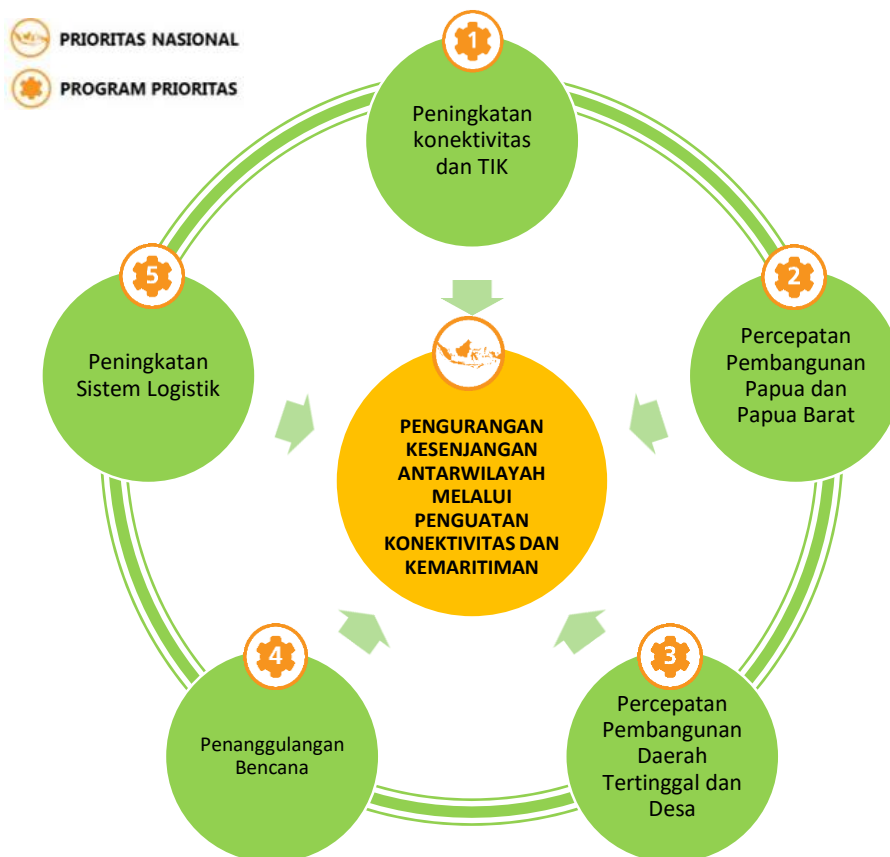 PRIORITAS NASIONAL
PROGRAM PRIORITAS
1
Peningkatan
konektivitas
dan TIK
2
Percepatan
Pembangunan
Papua dan
Papua Barat
3
Percepatan
Pembangunan
Daerah
Tertinggal dan
Desa
4
Penanggulangan
Bencana
5
Peningkatan
Sistem Logistik
PENGURANGAN
KESENJANGAN
ANTARWILAYAH
MELALUI
PENGUATAN
KONEKTIVITAS DAN
KEMARITIMAN